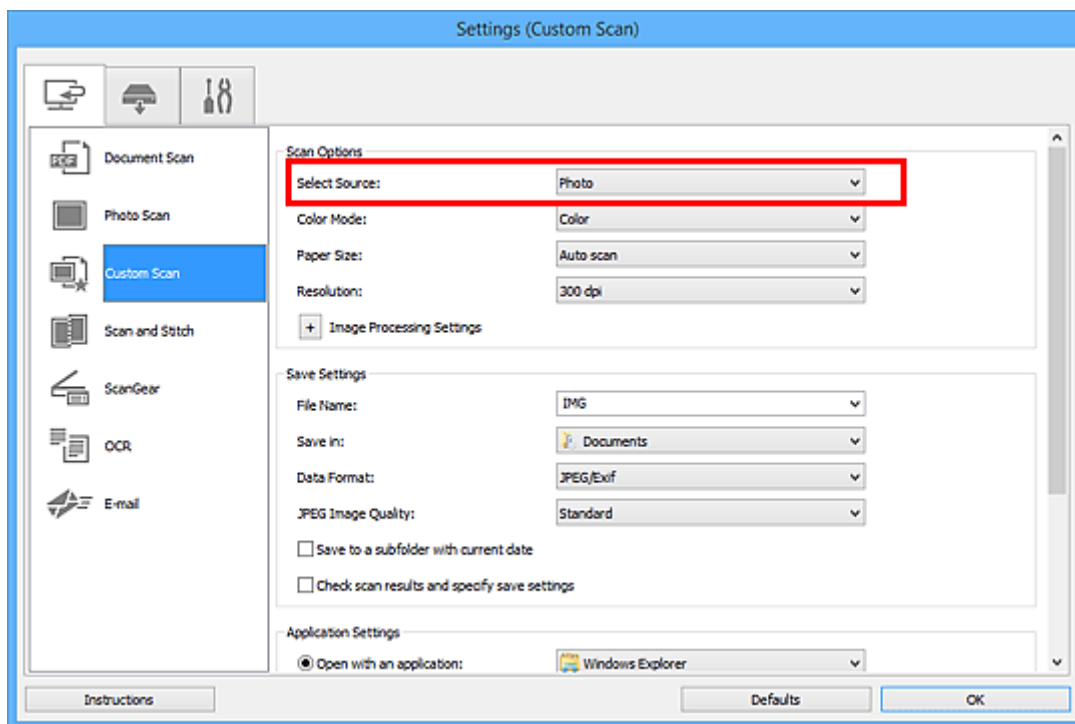 Settings (Custom Scan)
PDF
Document Scan
Photo Scan
Custom Scan
Scan and Stitch
ScanGear
OCR
E-mail
Scan Options
Select Source: Photo
Color Mode: Color
Paper Size: Auto scan
Resolution: 300 dpi
+ Image Processing Settings
Save Settings
File Name: IMG
Save in: Documents
Data Format: JPEG/Exif
JPEG Image Quality: Standard
Save to a subfolder with current date
Check scan results and specify save settings
Application Settings
Open with an application: Windows Explorer
Instructions Defaults OK